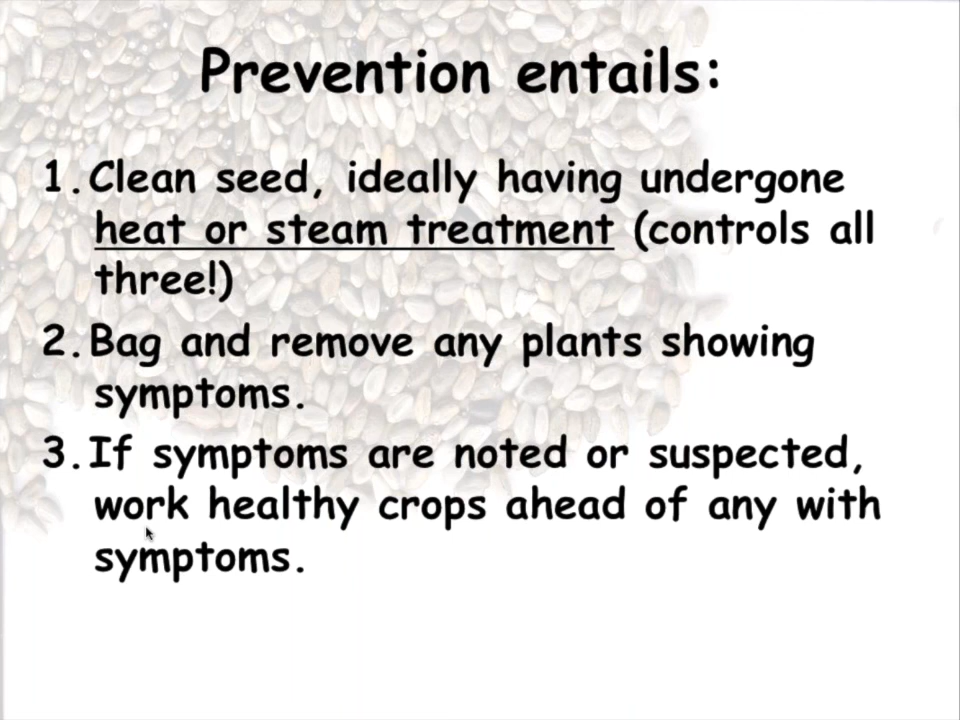 Prevention entails:
1. Clean seed, ideally having undergone
heat or steam treatment (controls all
three!)
2. Bag and remove any plants showing
symptoms.
3. If symptoms are noted or suspected,
work healthy crops ahead of any with
symptoms.